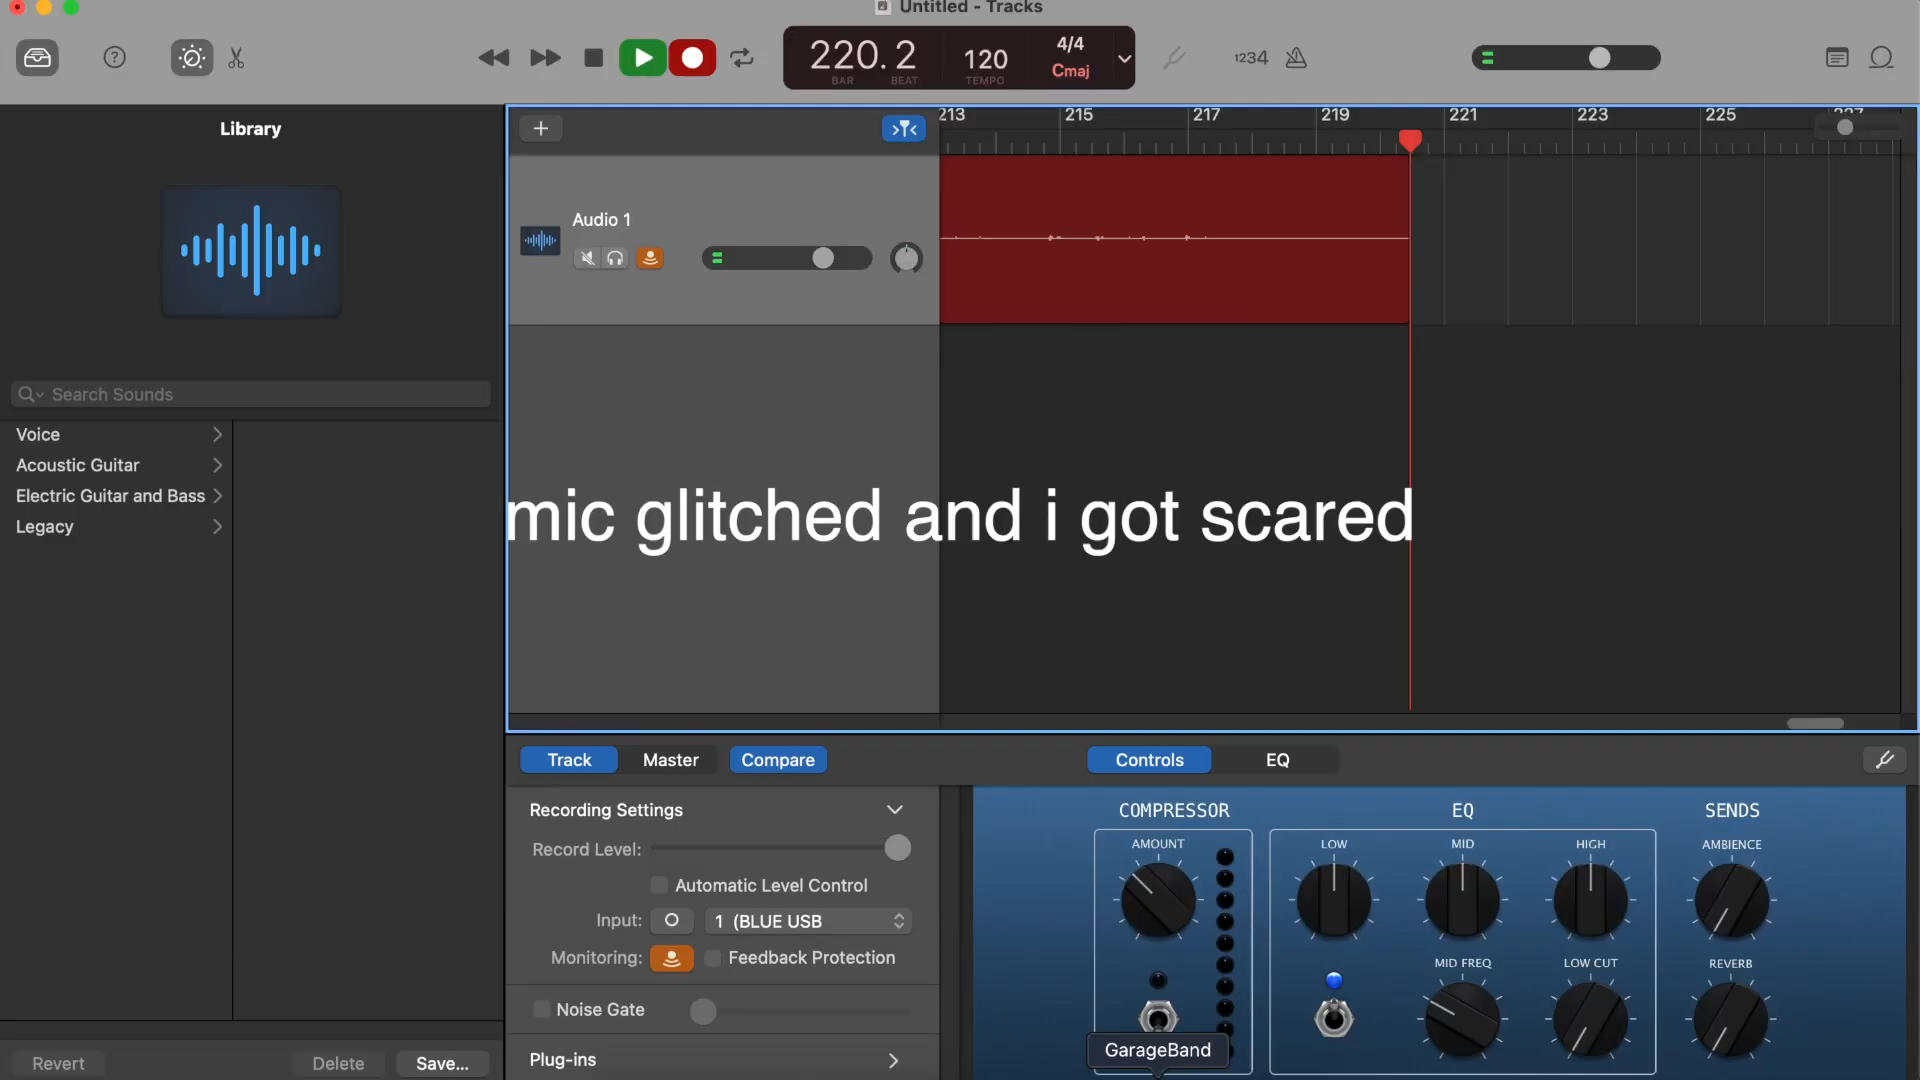 Untitled - Tracks
220.2
BAR
BEAT
120
TEMPO
4/4
Cmaj
1234
Library
213
215
217
219
221
223
225
Audio 1
Search Sounds
Voice
Acoustic Guitar
Electric Guitar and Bass
Legacy
mic glitched and i got scared
Track
Master
Compare
Controls
EQ
Recording Settings
Record Level:
Automatic Level Control
Input:
1 (BLUE USB
Monitoring:
Feedback Protection
Noise Gate
Plug-ins
COMPRESSOR
EQ
SENDS
AMOUNT
LOW
MID
HIGH
AMBIENCE
MID FREQ
LOW CUT
REVERB
GarageBand
Revert
Delete
Save...